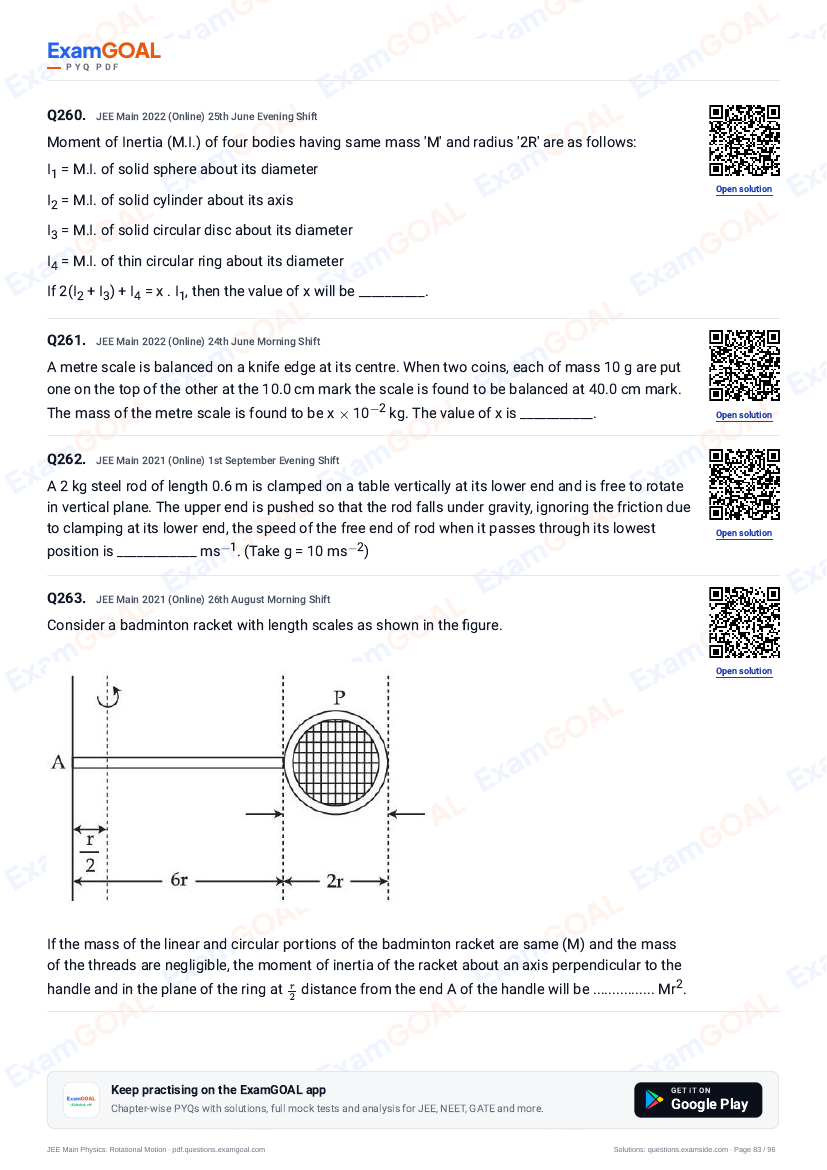 ExamGOAL
PYQ PDF
Q260. JEE Main 2022 (Online) 25th June Evening Shift
Moment of Inertia (M.I.) of four bodies having same mass 'M' and radius '2R' are as follows:
I₁ = M.I. of solid sphere about its diameter
I₂ = M.I. of solid cylinder about its axis
I₃ = M.I. of solid circular disc about its diameter
I₄ = M.I. of thin circular ring about its diameter
If 2(I₂ + I₃) + I₄ = x . I₁, then the value of x will be __________.
Open solution
Q261. JEE Main 2022 (Online) 24th June Morning Shift
A metre scale is balanced on a knife edge at its centre. When two coins, each of mass 10 g are put
one on the top of the other at the 10.0 cm mark the scale is found to be balanced at 40.0 cm mark.
The mass of the metre scale is found to be x × 10⁻² kg. The value of x is ___________.
Open solution
Q262. JEE Main 2021 (Online) 1st September Evening Shift
A 2 kg steel rod of length 0.6 m is clamped on a table vertically at its lower end and is free to rotate
in vertical plane. The upper end is pushed so that the rod falls under gravity, ignoring the friction due
to clamping at its lower end, the speed of the free end of rod when it passes through its lowest
position is ____________ ms⁻¹. (Take g = 10 ms⁻²)
Open solution
Q263. JEE Main 2021 (Online) 26th August Morning Shift
Consider a badminton racket with length scales as shown in the figure.
Open solution
P
A
r/2
6r
2r
If the mass of the linear and circular portions of the badminton racket are same (M) and the mass
of the threads are negligible, the moment of inertia of the racket about an axis perpendicular to the
handle and in the plane of the ring at r/2 distance from the end A of the handle will be ................ Mr².
ExamGOAL
Keep practising on the ExamGOAL app
Chapter-wise PYQs with solutions, full mock tests and analysis for JEE, NEET, GATE and more.
GET IT ON
Google Play
JEE Main Physics: Rotational Motion · pdf.questions.examgoal.com
Solutions: questions.examside.com · Page 83 / 96